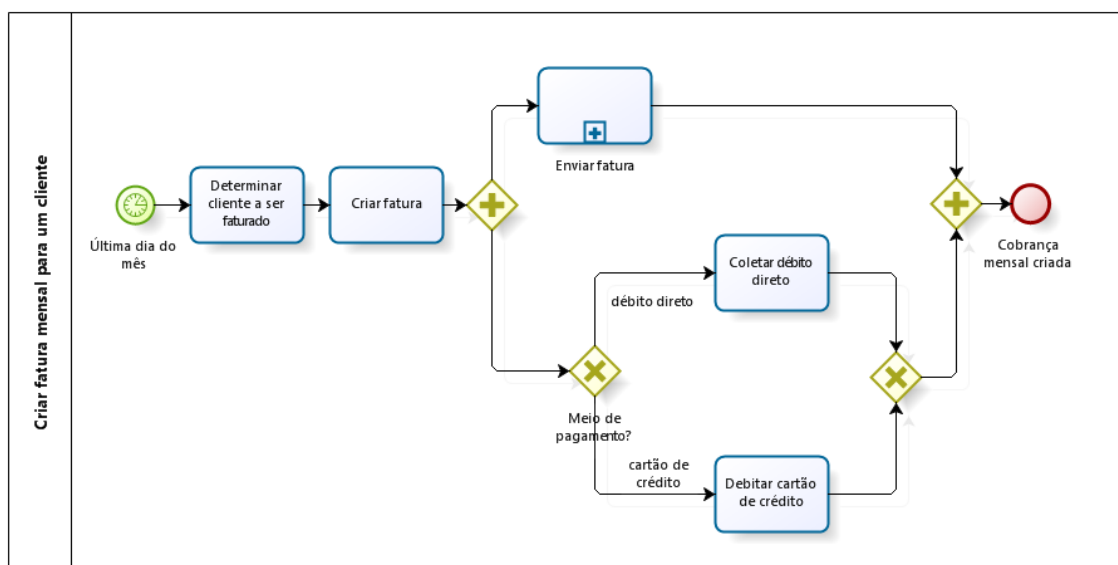 Criar fatura mensal para um cliente
Última dia do
mês
Determinar
cliente a ser
faturado
Criar fatura
Enviar fatura
Meio de
pagamento?
débito direto
Coletar débito
direto
cartão de
crédito
Debitar cartão
de crédito
Cobrança
mensal criada